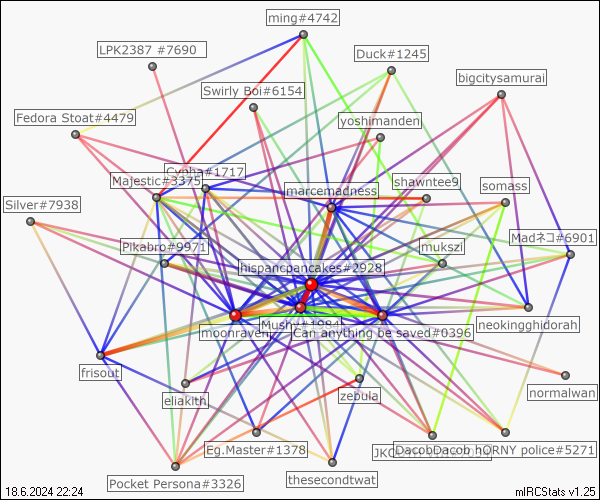 ming#4742
LPK2387 #7690
Duck#1245
bigcitysamurai
Swirly Boi#6154
Fedora Stoat#4479
yoshimanden
Cypha#1717
Majestic#3375
marcemadness
shawntee9
somass
Silver#7938
Pikabro#9971
mukszi
Madネコ#6901
hispancpancakes#2928
moonraven
Mushy#1984
Can anything be saved#0396
neokingghidorah
frisout
eliakith
zebula
normalwan
Eg.Master#1378
DacobDacob hORNY police#5271
Pocket Persona#3326
thesecondtwat
18.6.2024 22:24
mIRCStats v1.25